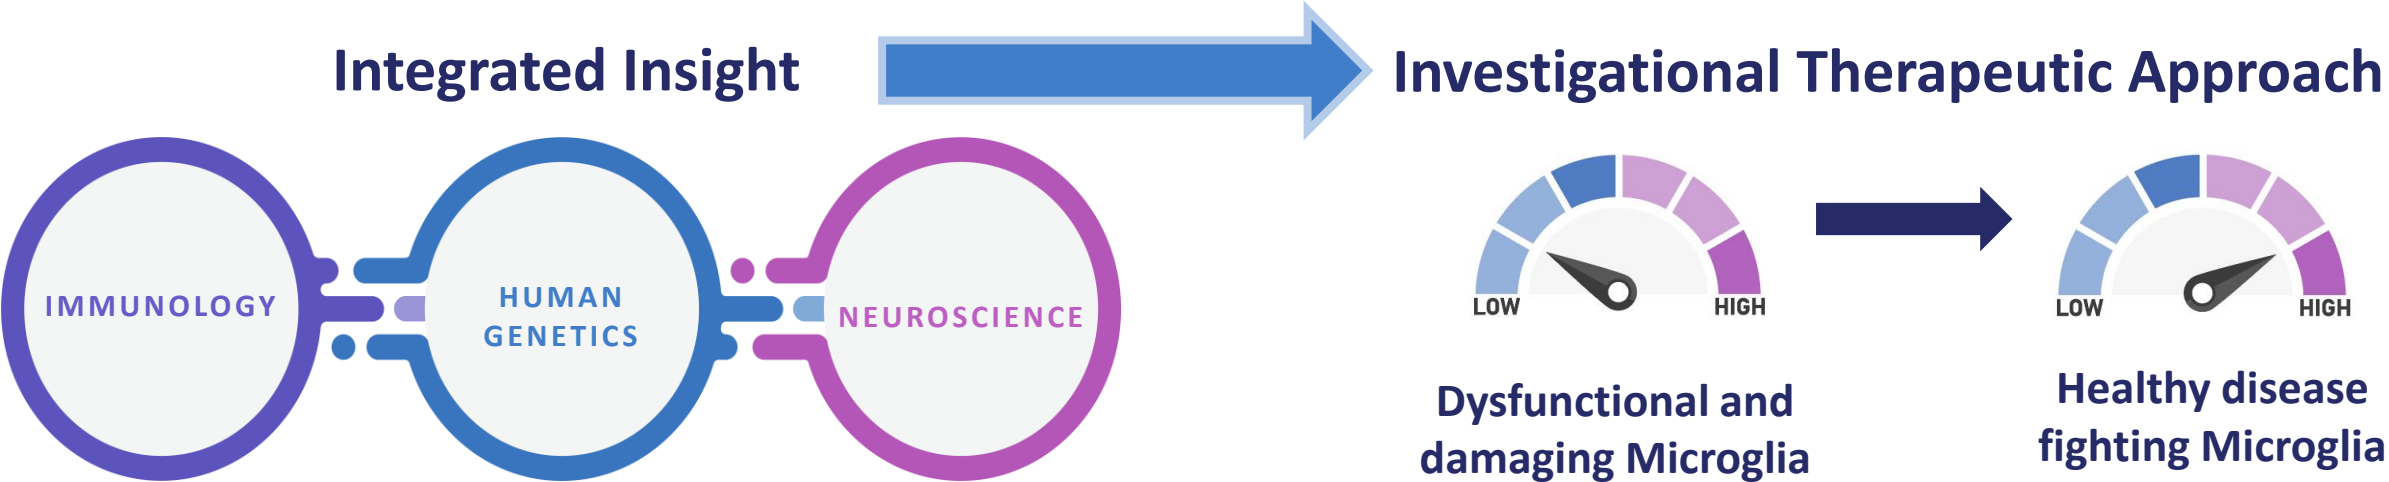 Integrated Insight
Investigational Therapeutic Approach
IMMUNOLOGY
HUMAN
GENETICS
NEUROSCIENCE
LOW
HIGH
LOW
HIGH
Dysfunctional and
damaging Microglia
Healthy disease
fighting Microglia